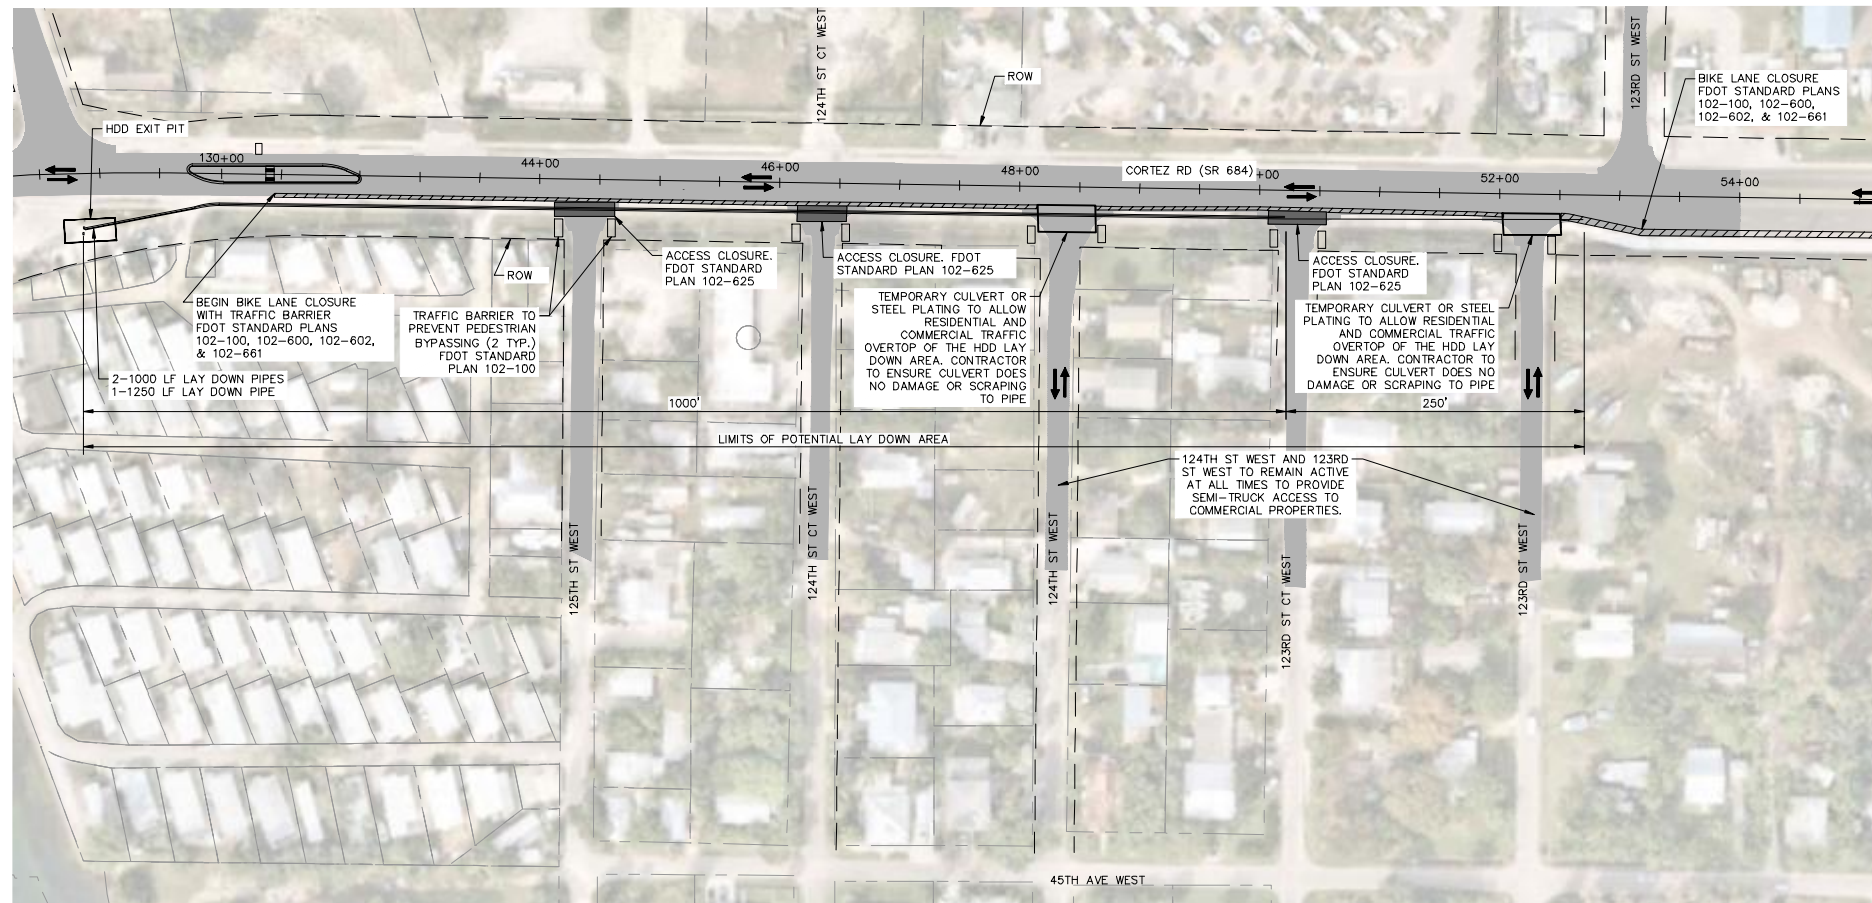 124TH ST CT WEST
ROW
123RD ST WEST
BIKE LANE CLOSURE
FDOT STANDARD PLANS
102-100, 102-600,
102-602, & 102-661
HDD EXIT PIT
130+00
44+00
46+00
48+00
CORTEZ RD (SR 684)
+00
52+00
54+00
ROW
BEGIN BIKE LANE CLOSURE
WITH TRAFFIC BARRIER
FDOT STANDARD PLANS
102-100, 102-600, 102-602,
& 102-661
TRAFFIC BARRIER TO
PREVENT PEDESTRIAN
BYPASSING (2 TYP.)
FDOT STANDARD
PLAN 102-100
ACCESS CLOSURE.
FDOT STANDARD
PLAN 102-625
ACCESS CLOSURE. FDOT
STANDARD PLAN 102-625
TEMPORARY CULVERT OR
STEEL PLATING TO ALLOW
RESIDENTIAL AND
COMMERCIAL TRAFFIC
OVERTOP OF THE HDD LAY
DOWN AREA. CONTRACTOR
TO ENSURE CULVERT DOES
NO DAMAGE OR SCRAPING
TO PIPE
ACCESS CLOSURE.
FDOT STANDARD
PLAN 102-625
TEMPORARY CULVERT OR STEEL
PLATING TO ALLOW RESIDENTIAL
AND COMMERCIAL TRAFFIC
OVERTOP OF THE HDD LAY
DOWN AREA. CONTRACTOR TO
ENSURE CULVERT DOES NO
DAMAGE OR SCRAPING TO PIPE
2-1000 LF LAY DOWN PIPES
1-1250 LF LAY DOWN PIPE
1000'
250'
LIMITS OF POTENTIAL LAY DOWN AREA
124TH ST WEST AND 123RD
ST WEST TO REMAIN ACTIVE
AT ALL TIMES TO PROVIDE
SEMI-TRUCK ACCESS TO
COMMERCIAL PROPERTIES.
125TH ST WEST
124TH ST CT WEST
124TH ST WEST
123RD ST CT WEST
123RD ST WEST
45TH AVE WEST